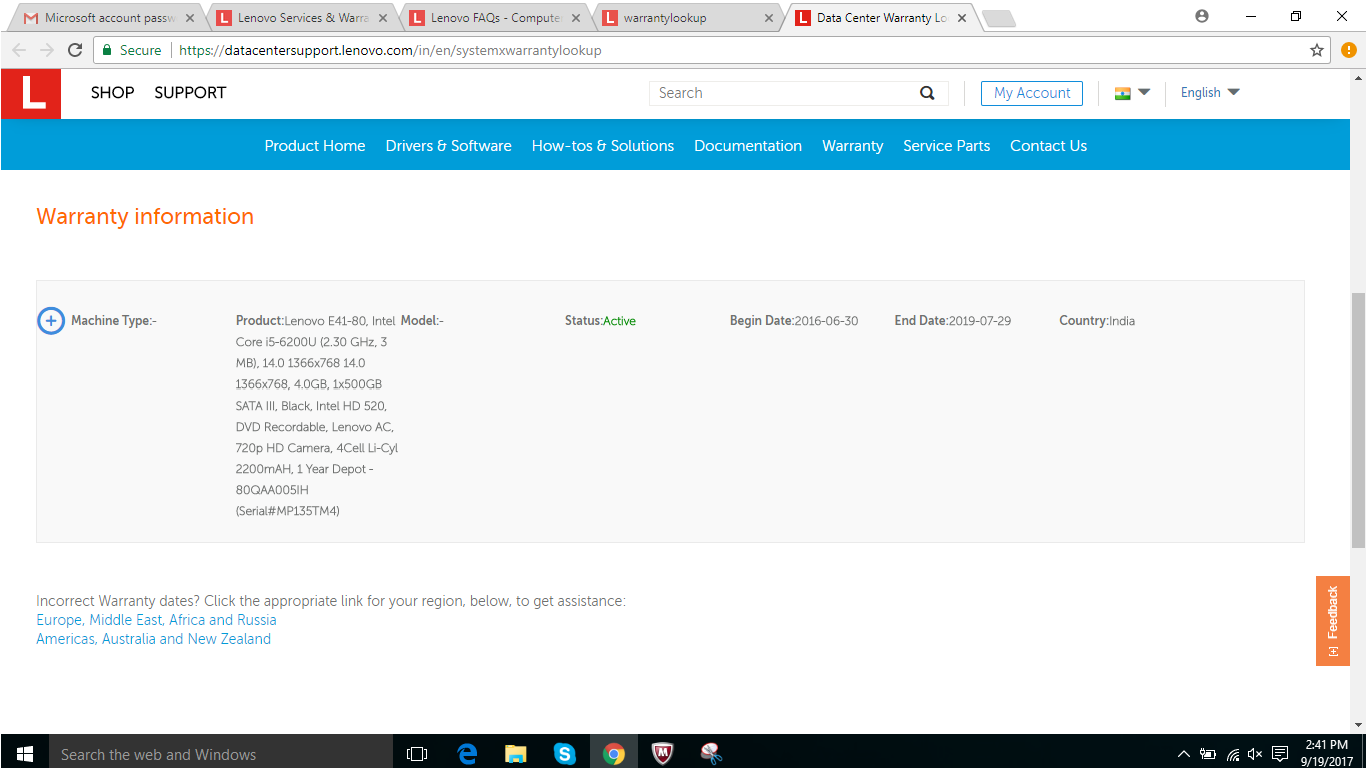 Microsoft account passw
Lenovo Services & Warra
Lenovo FAQs - Compute
warrantylookup
Data Center Warranty Lo
Secure
https://datacentersupport.lenovo.com/in/en/systemxwarrantylookup
L
SHOP
SUPPORT
Search
My Account
English
Product Home
Drivers & Software
How-tos & Solutions
Documentation
Warranty
Service Parts
Contact Us
Warranty information
Machine Type:-
Product:Lenovo E41-80, Intel
Core i5-6200U (2.30 GHz, 3
MB), 14.0 1366x768 14.0
1366x768, 4.0GB, 1x500GB
SATA III, Black, Intel HD 520,
DVD Recordable, Lenovo AC,
720p HD Camera, 4Cell Li-Cyl
2200mAH, 1 Year Depot -
80QAA005IH
(Serial#MP135TM4)
Model:-
Status:Active
Begin Date:2016-06-30
End Date:2019-07-29
Country:India
Incorrect Warranty dates? Click the appropriate link for your region, below, to get assistance:
Europe, Middle East, Africa and Russia
Americas, Australia and New Zealand
[+] Feedback
Search the web and Windows
2:41 PM
9/19/2017